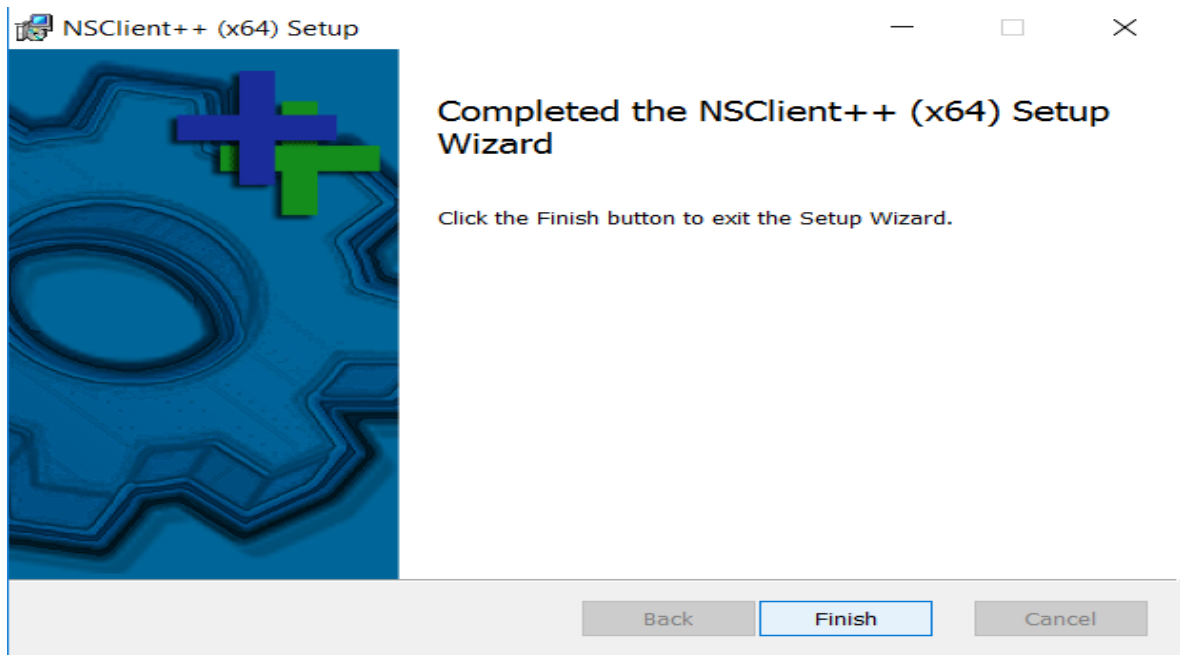 NSClient++ (x64) Setup
Completed the NSClient++ (x64) Setup
Wizard
Click the Finish button to exit the Setup Wizard.
Back
Finish
Cancel